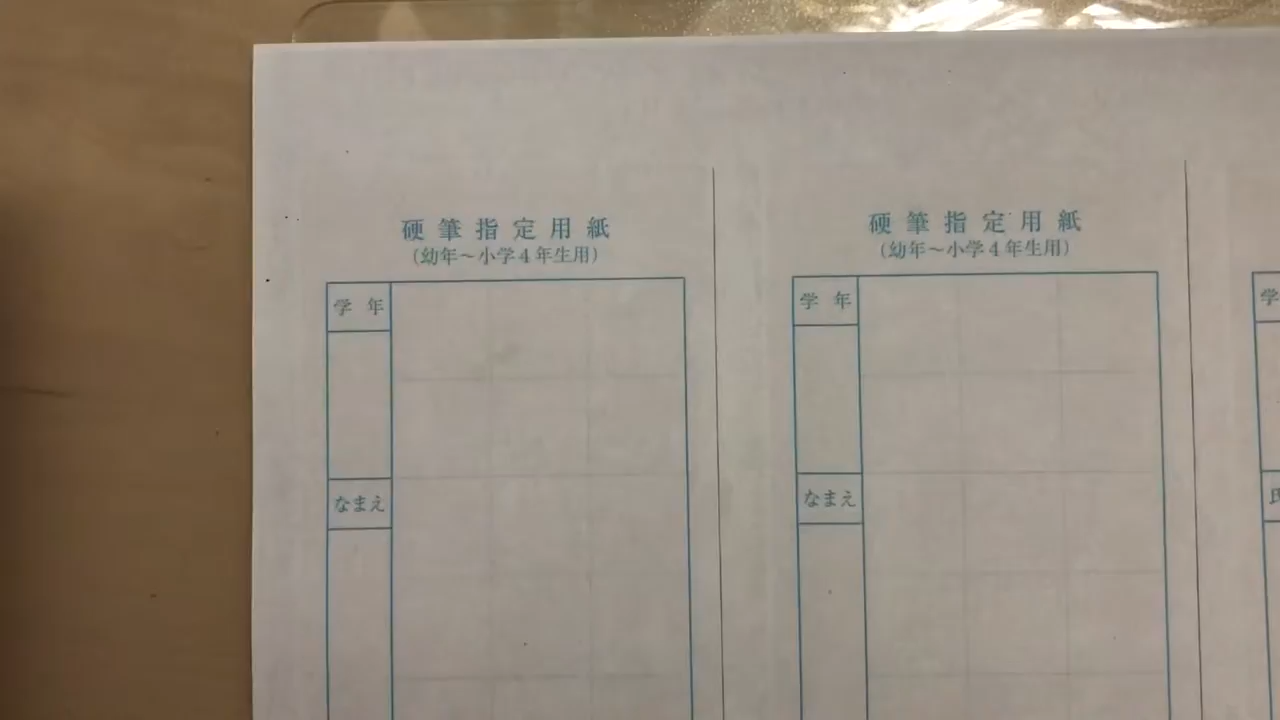 硬筆指定用紙
(幼年～小学4年生用)
学年
なまえ
硬筆指定用紙
(幼年～小学4年生用)
学年
なまえ
学